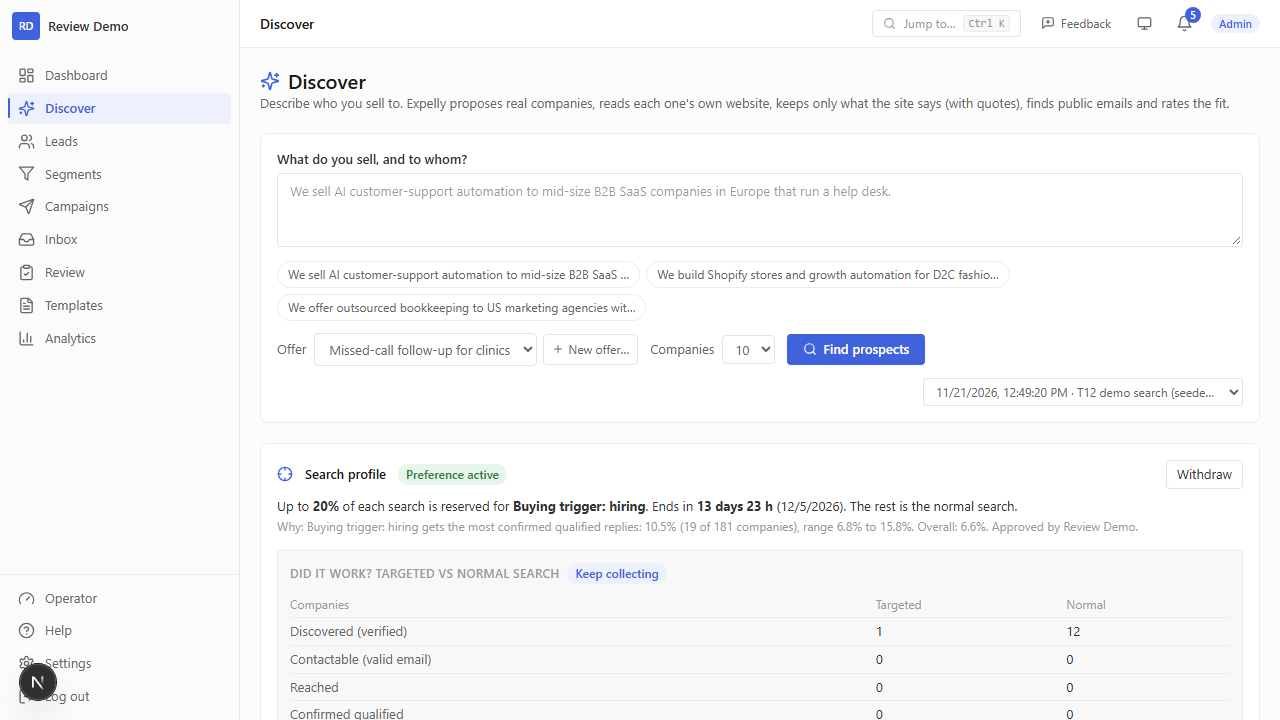 RD Review Demo
Dashboard
Discover
Leads
Segments
Campaigns
Inbox
Review
Templates
Analytics
Operator
Help
Settings
N
Log out
Discover
Jump to... Ctrl K
Feedback
5
Admin
Discover
Describe who you sell to. Expelly proposes real companies, reads each one's own website, keeps only what the site says (with quotes), finds public emails and rates the fit.
What do you sell, and to whom?
We sell AI customer-support automation to mid-size B2B SaaS companies in Europe that run a help desk.
We sell AI customer-support automation to mid-size B2B SaaS ...
We build Shopify stores and growth automation for D2C fashio...
We offer outsourced bookkeeping to US marketing agencies wit...
Offer Missed-call follow-up for clinics + New offer... Companies 10 Find prospects
11/21/2026, 12:49:20 PM · T12 demo search (seede...
Search profile Preference active Withdraw
Up to 20% of each search is reserved for Buying trigger: hiring. Ends in 13 days 23 h (12/5/2026). The rest is the normal search.
Why: Buying trigger: hiring gets the most confirmed qualified replies: 10.5% (19 of 181 companies), range 6.8% to 15.8%. Overall: 6.6%. Approved by Review Demo.
DID IT WORK? TARGETED VS NORMAL SEARCH Keep collecting
Companies Targeted Normal
Discovered (verified) 1 12
Contactable (valid email) 0 0
Reached 0 0
Confirmed qualified 0 0